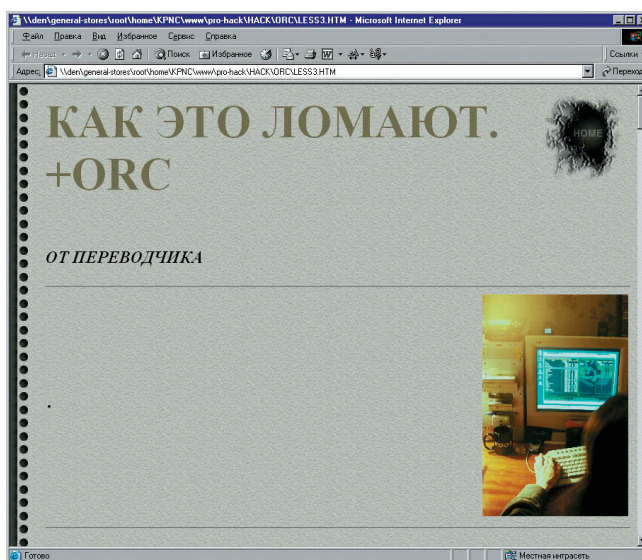 \\den\general-stores\root\home\KPNC\www\pro-hack\HACK\ORC\LESS3.HTM - Microsoft Internet Explorer
Файл Правка Вид Избранное Сервис Справка
Назад Поиск Избранное Ссылки
Адрес: \\den\general-stores\root\home\KPNC\www\pro-hack\HACK\ORC\LESS3.HTM Переход
КАК ЭТО ЛОМАЮТ.
HOME
+ORC
ОТ ПЕРЕВОДЧИКА
.
Готово Местная интрасеть